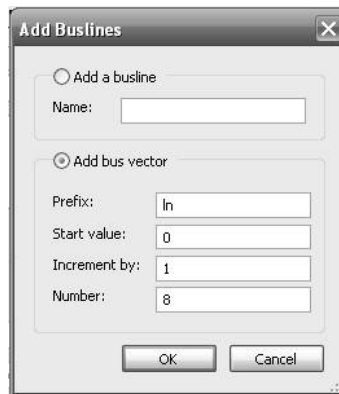 Add Buslines
Add a busline
Name:
Add bus vector
Prefix: ln
Start value: 0
Increment by: 1
Number: 8
OK Cancel